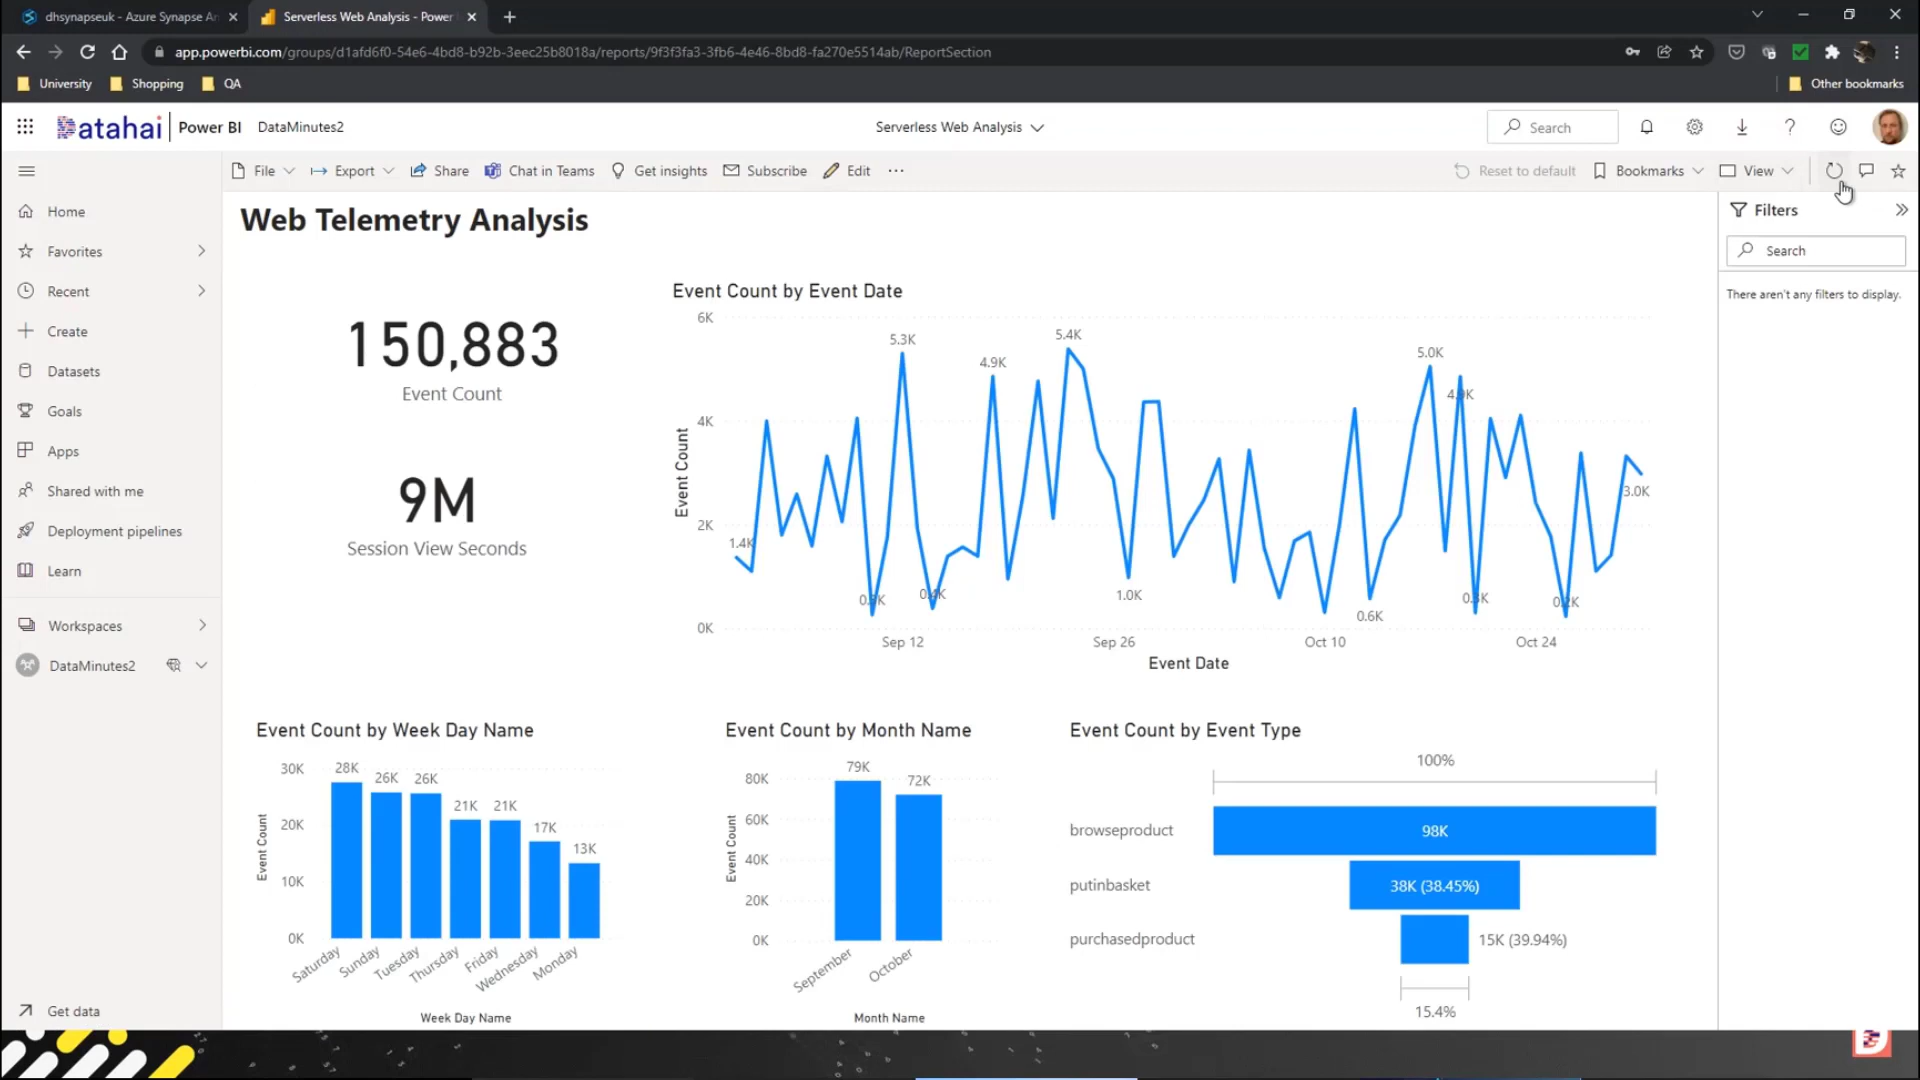 dhsynapseuk - Azure Synapse An
Serverless Web Analysis - Power
app.powerbi.com/groups/d1afd6f0-54e6-4bd8-b92b-3eec25b8018a/reports/9f3f3fa3-3fb6-4e46-8bd8-fa270e5514ab/ReportSection
University
Shopping
QA
Other bookmarks
Datahai
Power BI
DataMinutes2
Serverless Web Analysis
Search
File
Export
Share
Chat in Teams
Get insights
Subscribe
Edit
Reset to default
Bookmarks
View
Home
Favorites
Recent
Create
Datasets
Goals
Apps
Shared with me
Deployment pipelines
Learn
Workspaces
DataMinutes2
Get data
Web Telemetry Analysis
150,883
Event Count
9M
Session View Seconds
Event Count by Event Date
6K
4K
2K
0K
Event Count
1.4K
5.3K
4.9K
5.4K
1.0K
0.4K
0.6K
5.0K
4.9K
0.3K
0.2K
3.0K
Sep 12
Sep 26
Oct 10
Oct 24
Event Date
Event Count by Week Day Name
30K
20K
10K
0K
Event Count
28K
26K
26K
21K
21K
17K
13K
Saturday
Sunday
Tuesday
Thursday
Friday
Wednesday
Monday
Week Day Name
Event Count by Month Name
80K
60K
40K
20K
0K
Event Count
79K
72K
September
October
Month Name
Event Count by Event Type
100%
browseproduct
98K
putinbasket
38K (38.45%)
purchasedproduct
15K (39.94%)
15.4%
Filters
Search
There aren't any filters to display.